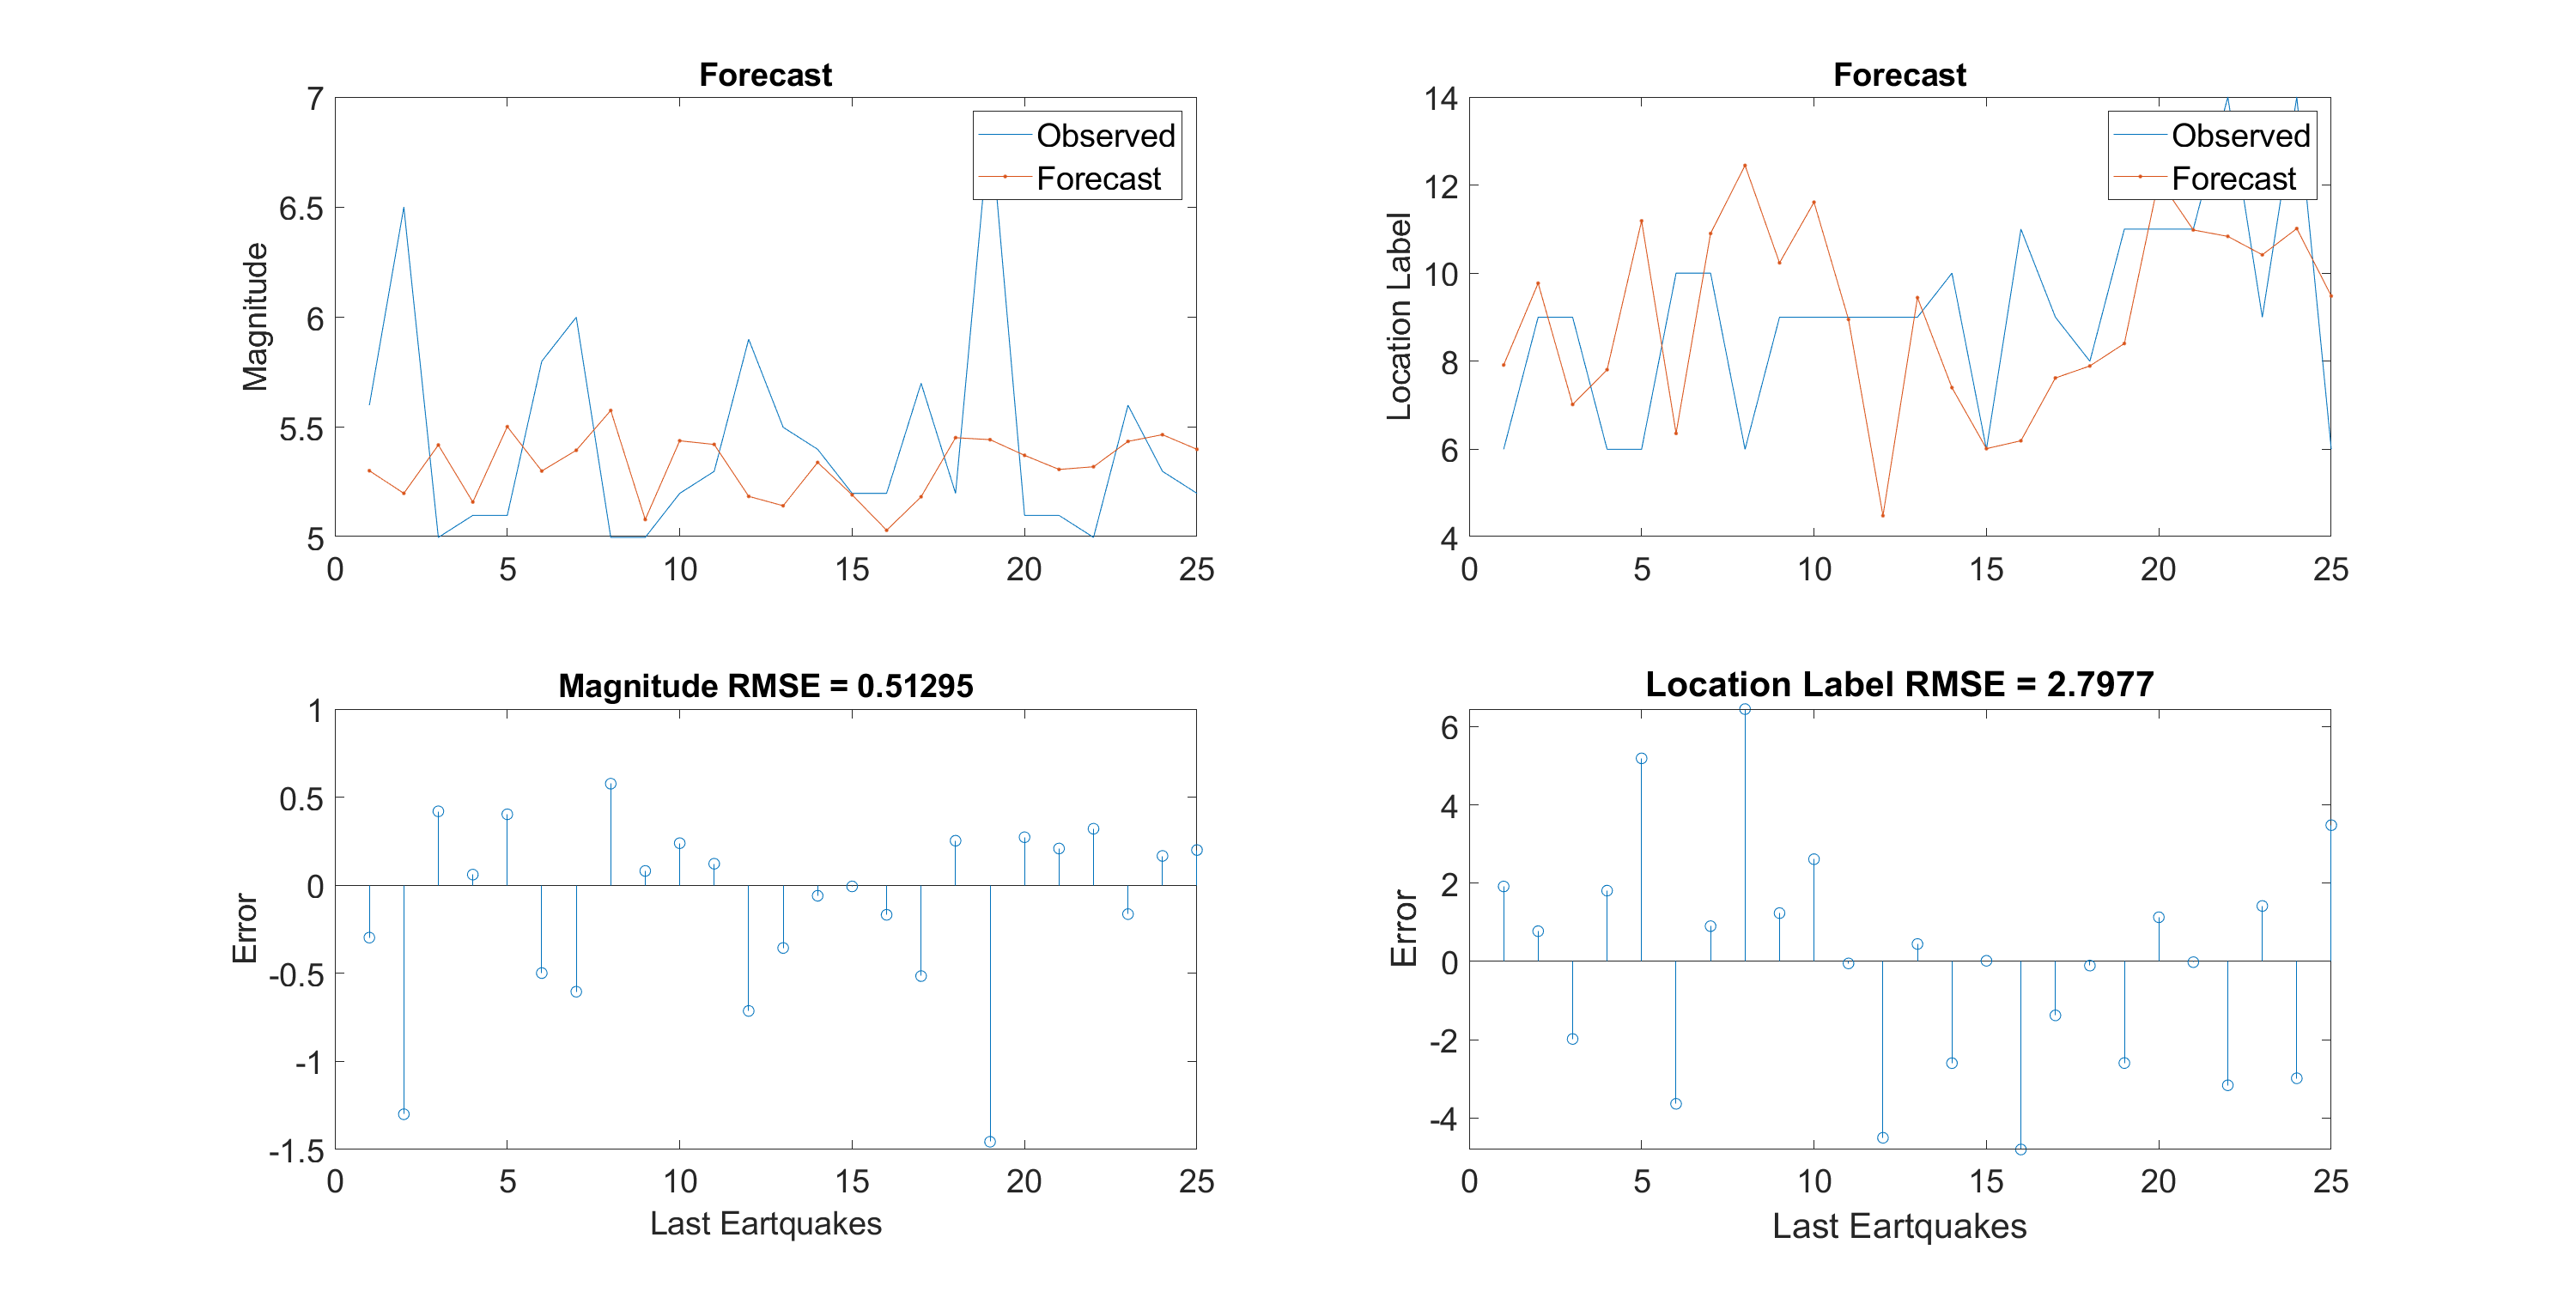 Forecast
7
6.5
6
5.5
5
Magnitude
Observed
Forecast
0 5 10 15 20 25
Forecast
14
12
10
8
6
4
Location Label
Observed
Forecast
0 5 10 15 20 25
Magnitude RMSE = 0.51295
1
0.5
0
-0.5
-1
-1.5
Error
0 5 10 15 20 25
Last Eartquakes
Location Label RMSE = 2.7977
6
4
2
0
-2
-4
Error
0 5 10 15 20 25
Last Eartquakes